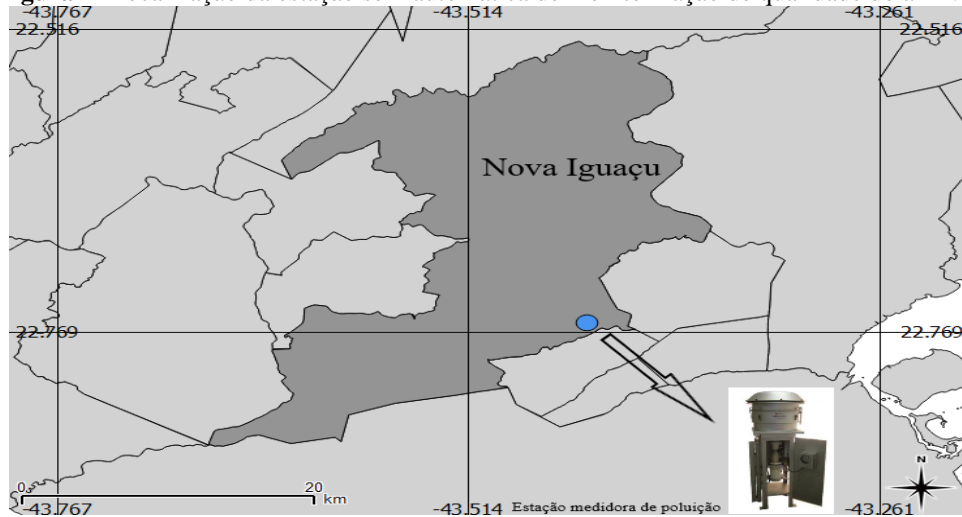 -43.767 -43.514 -43.261
22.516 22.516
Nova Iguaçu
22.769 22.769
N
0 20
km
Estação medidora de poluição
-43.767 -43.514 -43.261